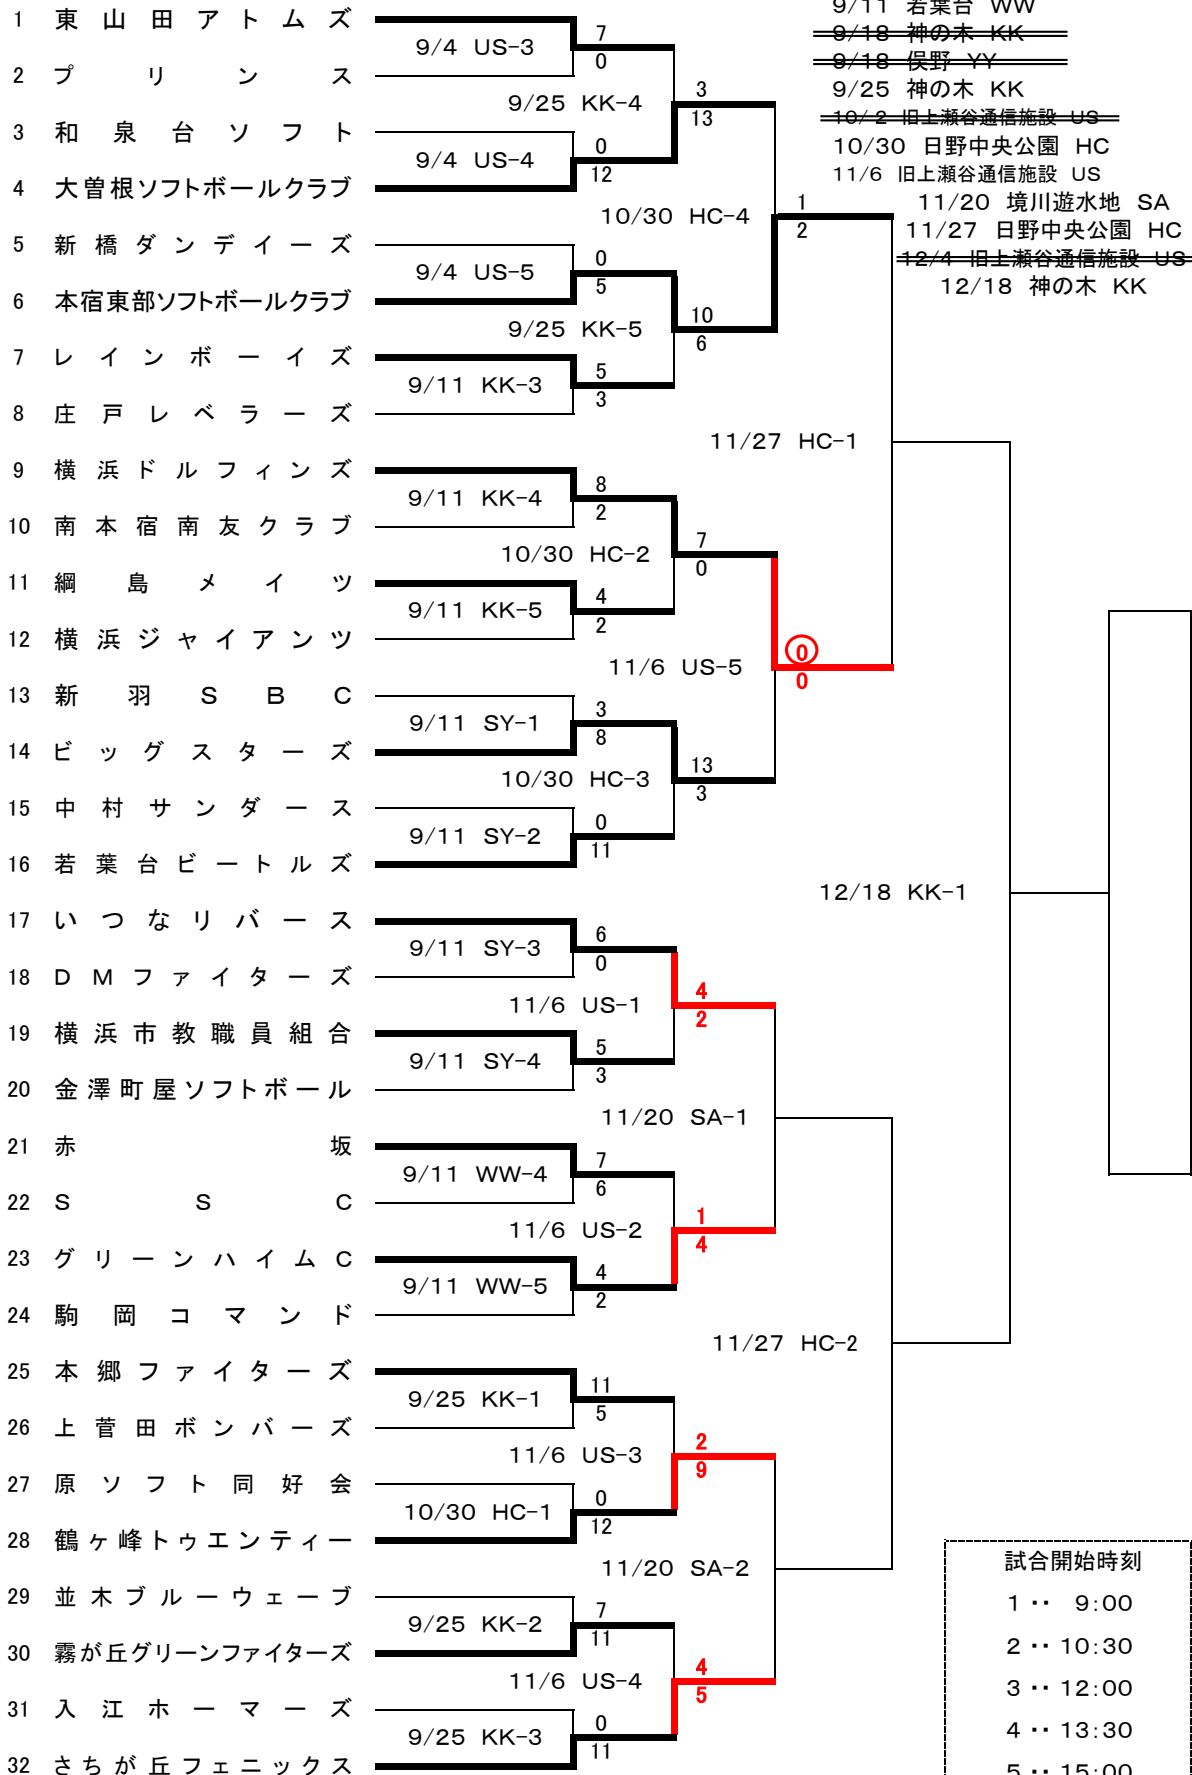 9/11 若葉台 WW
1 東山田アトムズ
9/4 US-3
7
0
9/18 神の木 KK
9/18 俣野 YY
2 プリンス
9/25 神の木 KK
9/25 KK-4
3
13
10/2 旧上瀬谷通信施設 US
3 和泉台ソフト
10/30 日野中央公園 HC
9/4 US-4
0
12
11/6 旧上瀬谷通信施設 US
4 大曽根ソフトボールクラブ
11/20 境川遊水地 SA
10/30 HC-4
1
2
11/27 日野中央公園 HC
5 新橋ダンデイーズ
12/4 旧上瀬谷通信施設 US
9/4 US-5
0
5
12/18 神の木 KK
6 本宿東部ソフトボールクラブ
9/25 KK-5
10
6
7 レインボーイズ
9/11 KK-3
5
3
8 庄戸レベラーズ
11/27 HC-1
9 横浜ドルフィンズ
9/11 KK-4
8
2
10 南本宿南友クラブ
10/30 HC-2
7
0
11 綱島メイツ
9/11 KK-5
4
2
12 横浜ジャイアンツ
11/6 US-5
0
0
13 新羽SBC
9/11 SY-1
3
8
14 ビッグスターズ
10/30 HC-3
13
3
15 中村サンダース
9/11 SY-2
0
11
16 若葉台ビートルズ
12/18 KK-1
17 いつなリバース
9/11 SY-3
6
0
18 DMファイターズ
11/6 US-1
4
2
19 横浜市教職員組合
9/11 SY-4
5
3
20 金澤町屋ソフトボール
11/20 SA-1
21 赤坂
9/11 WW-4
7
6
22 SSC
11/6 US-2
1
4
23 グリーンハイムC
9/11 WW-5
4
2
24 駒岡コマンド
11/27 HC-2
25 本郷ファイターズ
9/25 KK-1
11
5
26 上菅田ボンバーズ
11/6 US-3
2
9
27 原ソフト同好会
10/30 HC-1
0
12
28 鶴ヶ峰トゥエンティー
11/20 SA-2
29 並木ブルーウェーブ
9/25 KK-2
7
11
30 霧が丘グリーンファイターズ
11/6 US-4
4
5
31 入江ホーマーズ
9/25 KK-3
0
11
32 さちが丘フェニックス
試合開始時刻
1 ‥ 9:00
2 ‥ 10:30
3 ‥ 12:00
4 ‥ 13:30
5 ‥ 15:00